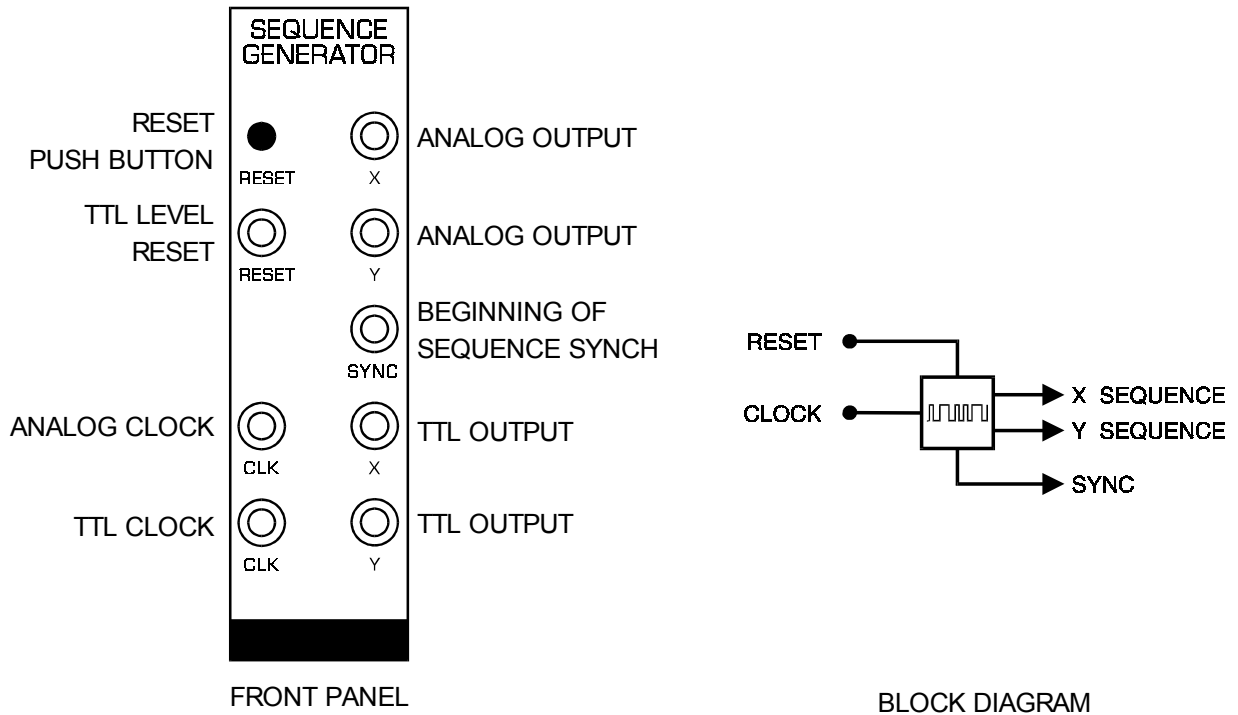 SEQUENCE
GENERATOR
RESET
PUSH BUTTON
RESET
X
ANALOG OUTPUT
TTL LEVEL
RESET
RESET
Y
ANALOG OUTPUT
SYNC
BEGINNING OF
SEQUENCE SYNCH
ANALOG CLOCK
CLK
X
TTL OUTPUT
TTL CLOCK
CLK
Y
TTL OUTPUT
FRONT PANEL
RESET
CLOCK
X SEQUENCE
Y SEQUENCE
SYNC
BLOCK DIAGRAM